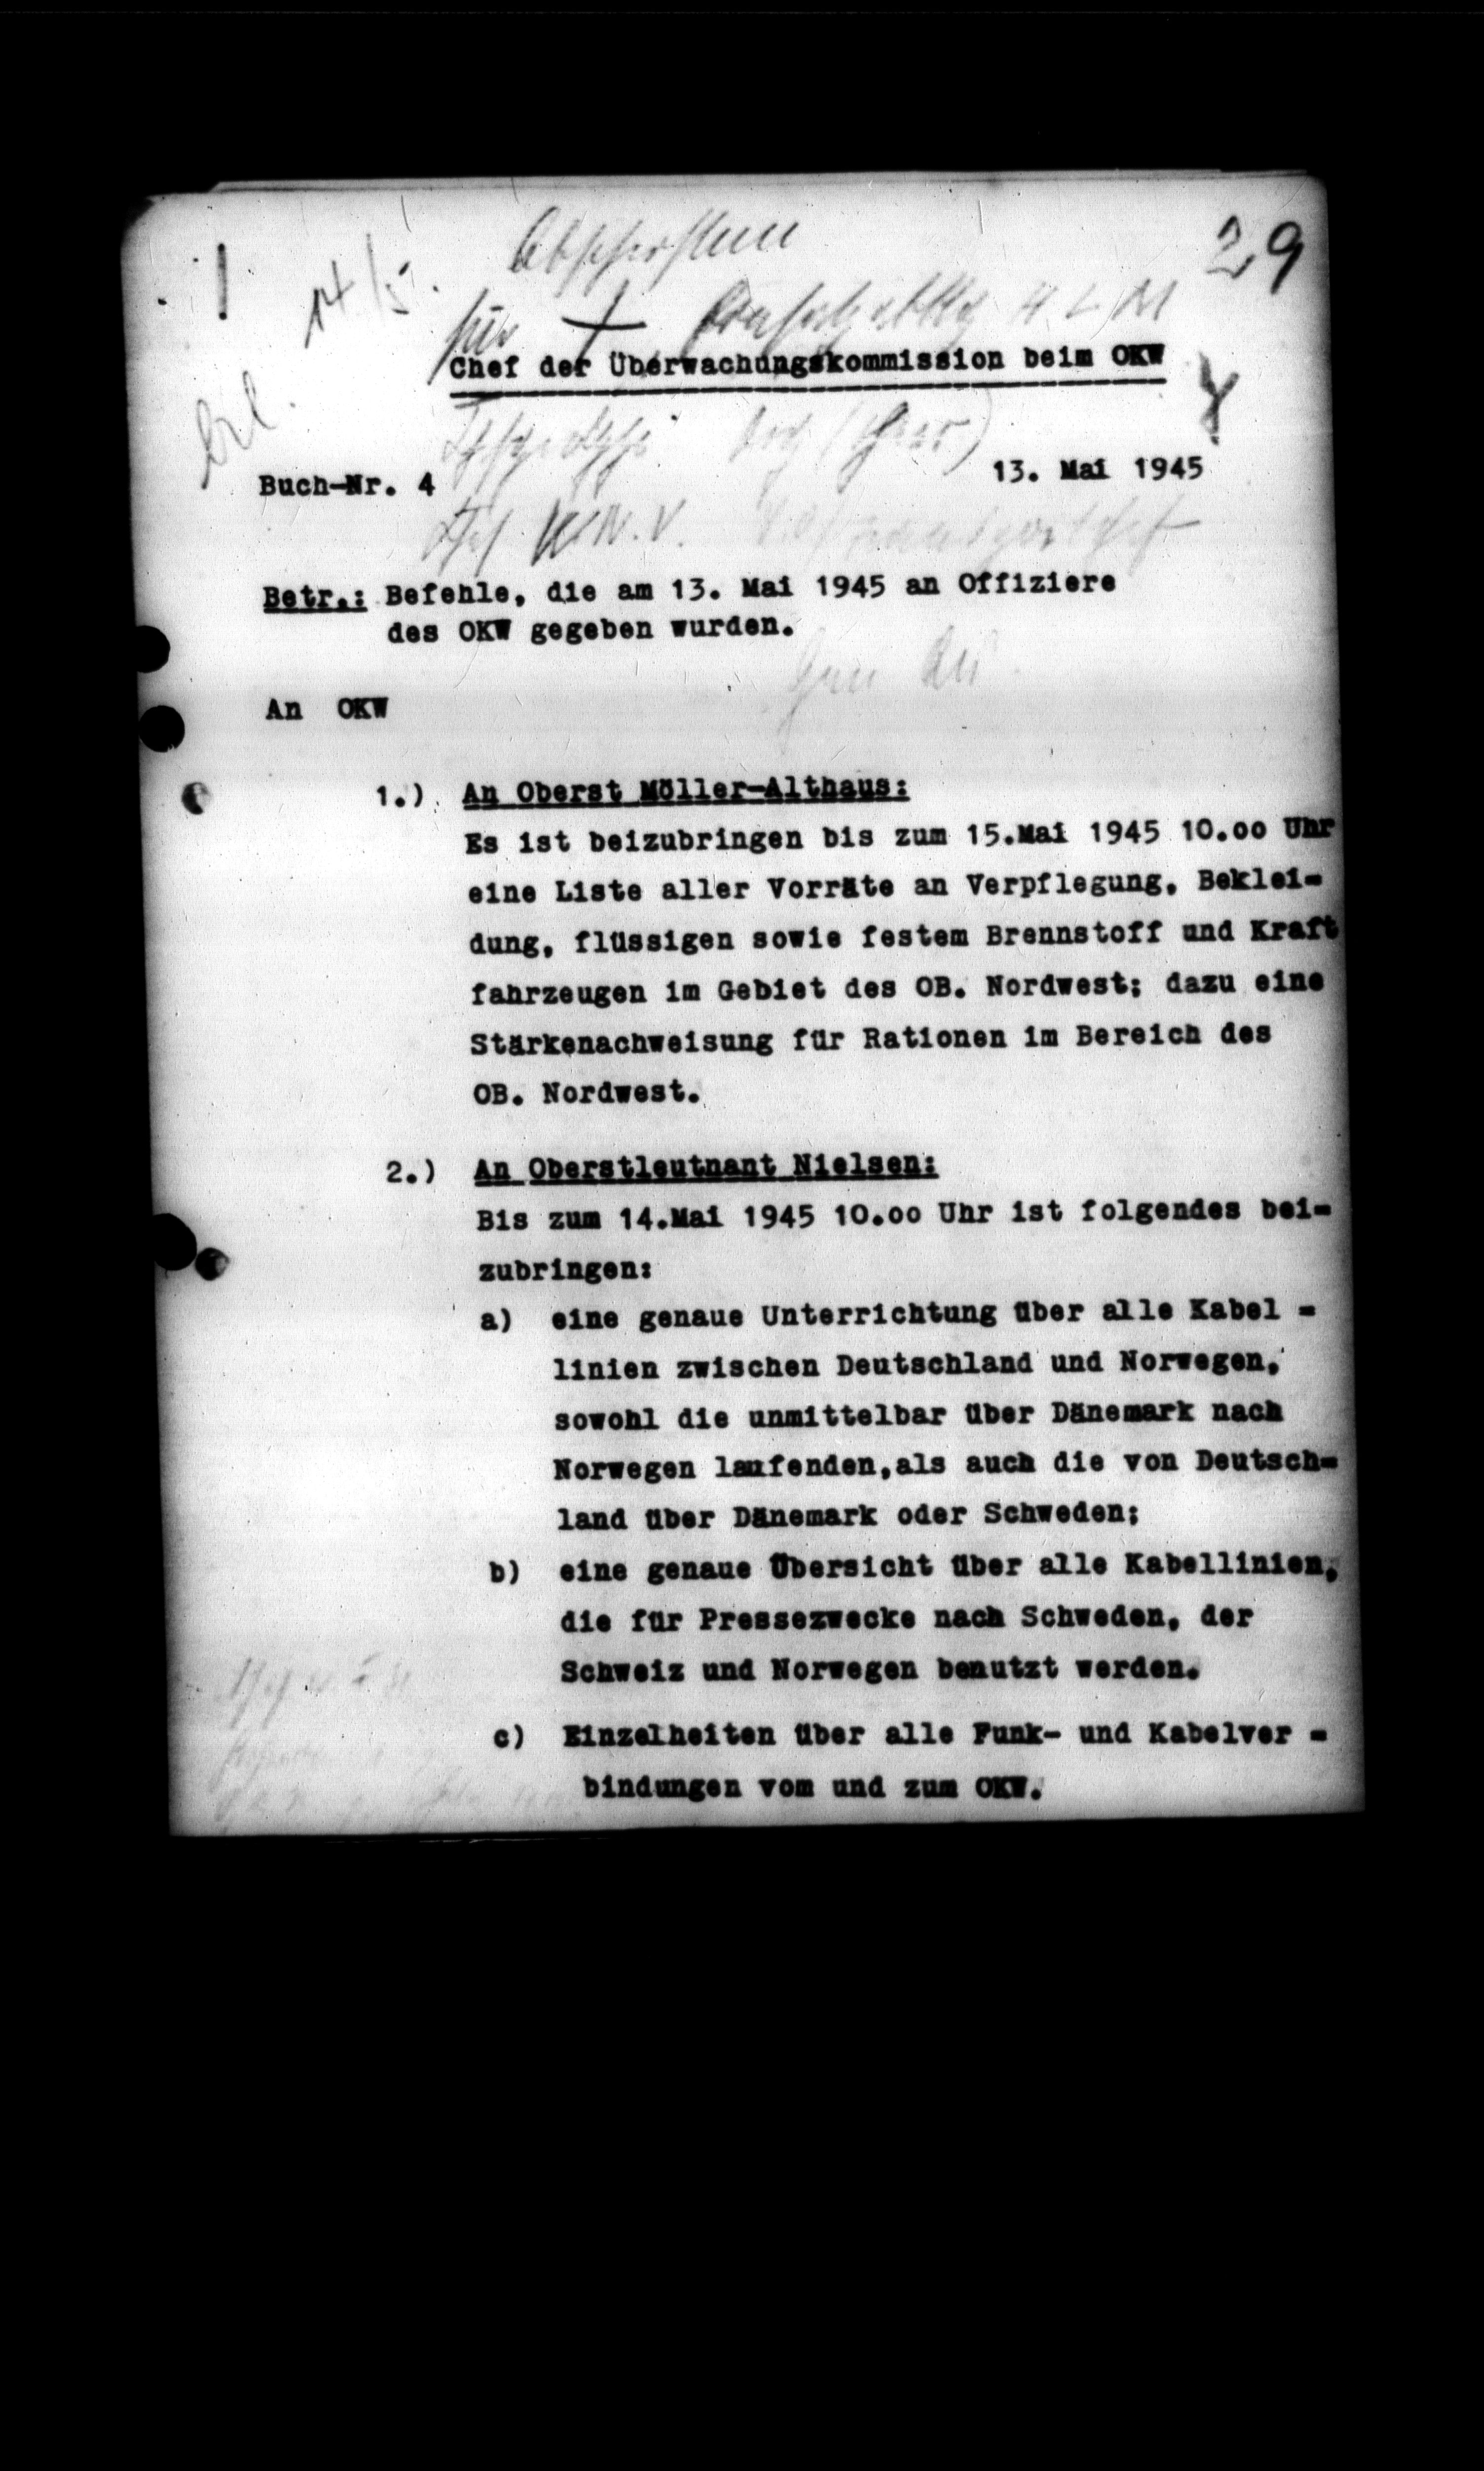 29
14/5.
Abschriften
für
Chef der Überwachungskommission beim OKW
Buch-Nr. 4
13. Mai 1945
Betr.: Befehle, die am 13. Mai 1945 an Offiziere
des OKW gegeben wurden.
An OKW
1.) An Oberst Möller-Althaus:
Es ist beizubringen bis zum 15.Mai 1945 10.oo Uhr
eine Liste aller Vorräte an Verpflegung, Beklei-
dung, flüssigen sowie festem Brennstoff und Kraft
fahrzeugen im Gebiet des OB. Nordwest; dazu eine
Stärkenachweisung für Rationen im Bereich des
OB. Nordwest.
2.) An Oberstleutnant Nielsen:
Bis zum 14.Mai 1945 10.oo Uhr ist folgendes bei-
zubringen:
a) eine genaue Unterrichtung über alle Kabel -
linien zwischen Deutschland und Norwegen,
sowohl die unmittelbar über Dänemark nach
Norwegen laufenden,als auch die von Deutsch-
land über Dänemark oder Schweden;
b) eine genaue Übersicht über alle Kabellinien,
die für Pressezwecke nach Schweden, der
Schweiz und Norwegen benutzt werden.
c) Einzelheiten über alle Funk- und Kabelver -
bindungen vom und zum OKW.